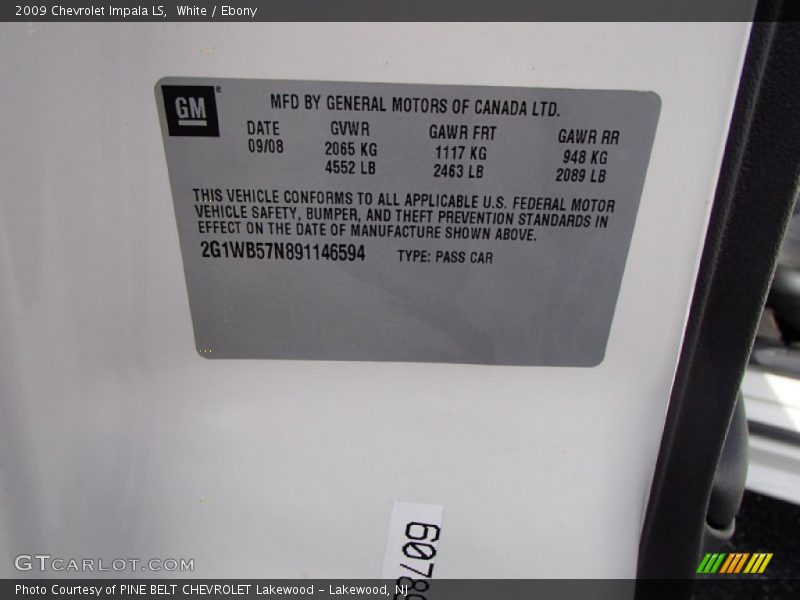 2009 Chevrolet Impala LS,  White / Ebony
GM
MFD BY GENERAL MOTORS OF CANADA LTD.
DATE GVWR GAWR FRT GAWR RR
09/08 2065 KG 1117 KG 948 KG
4552 LB 2463 LB 2089 LB
THIS VEHICLE CONFORMS TO ALL APPLICABLE U.S. FEDERAL MOTOR
VEHICLE SAFETY, BUMPER, AND THEFT PREVENTION STANDARDS IN
EFFECT ON THE DATE OF MANUFACTURE SHOWN ABOVE.
2G1WB57N891146594 TYPE: PASS CAR
GTCARLOT.COM
Photo Courtesy of PINE BELT CHEVROLET Lakewood - Lakewood, NJ